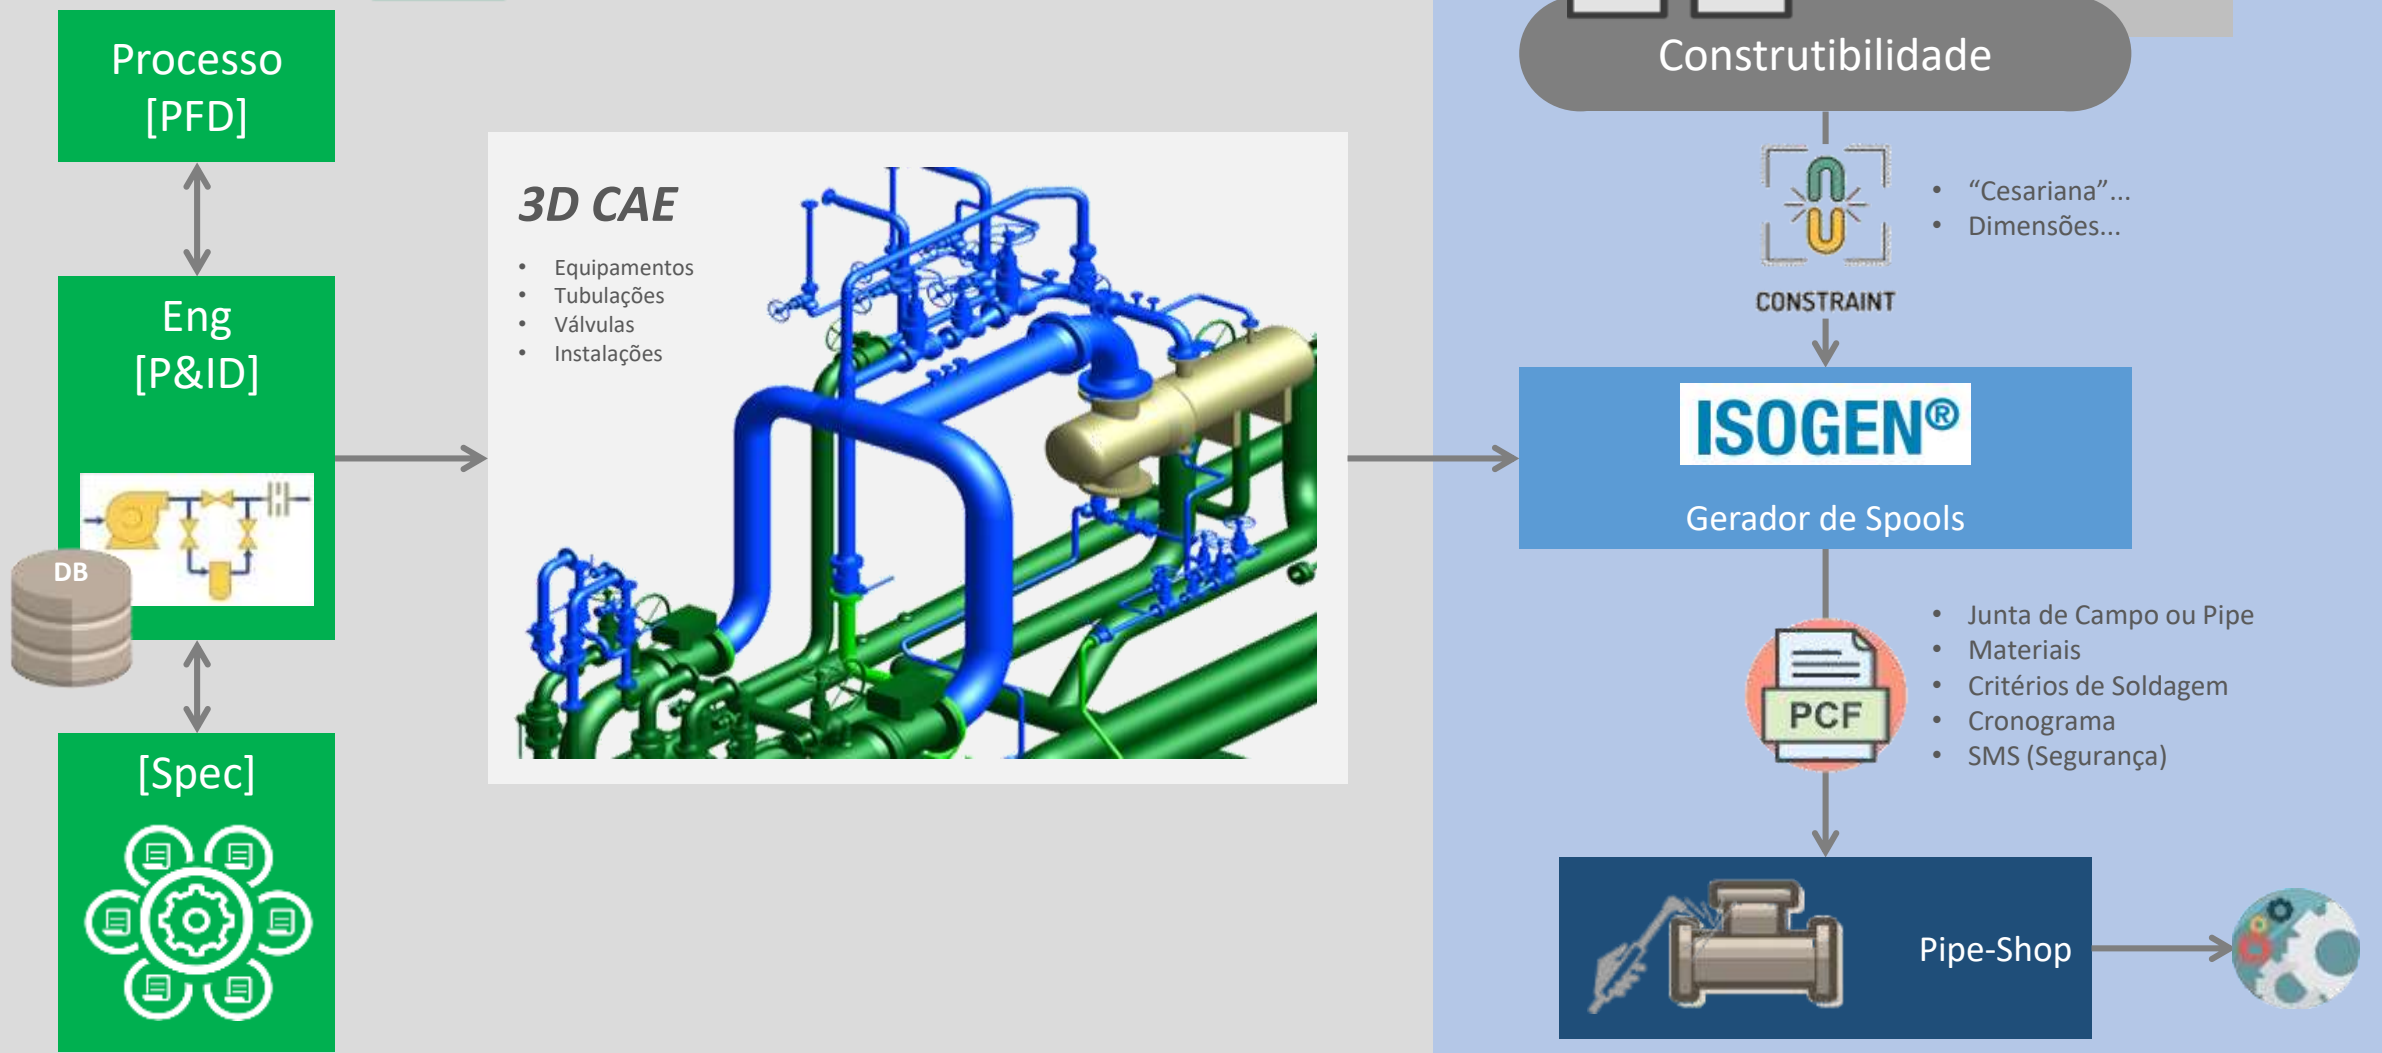 Processo
[PFD]
Eng
[P&ID]
DB
[Spec]
3D CAE
• Equipamentos
• Tubulações
• Válvulas
• Instalações
Construtibilidade
• “Cesariana”...
• Dimensões...
CONSTRAINT
ISOGEN®
Gerador de Spools
• Junta de Campo ou Pipe
• Materiais
• Critérios de Soldagem
• Cronograma
• SMS (Segurança)
PCF
Pipe-Shop